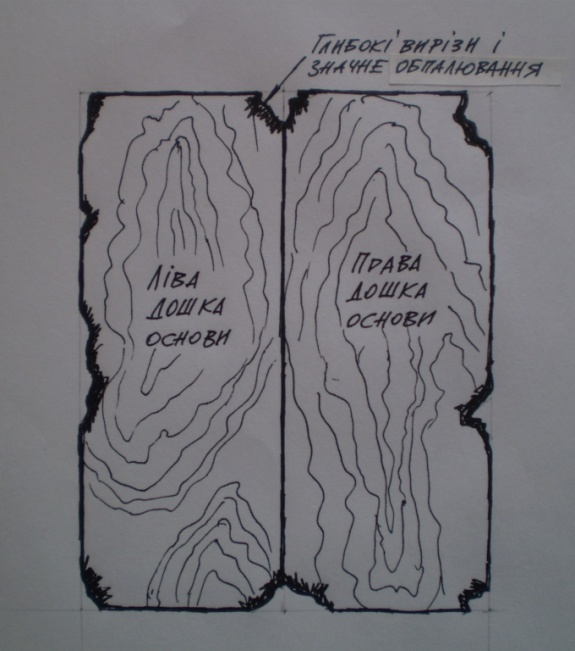 Глибокі вирізи і
значне обпалювання
Ліва
дошка
основи
Права
дошка
основи